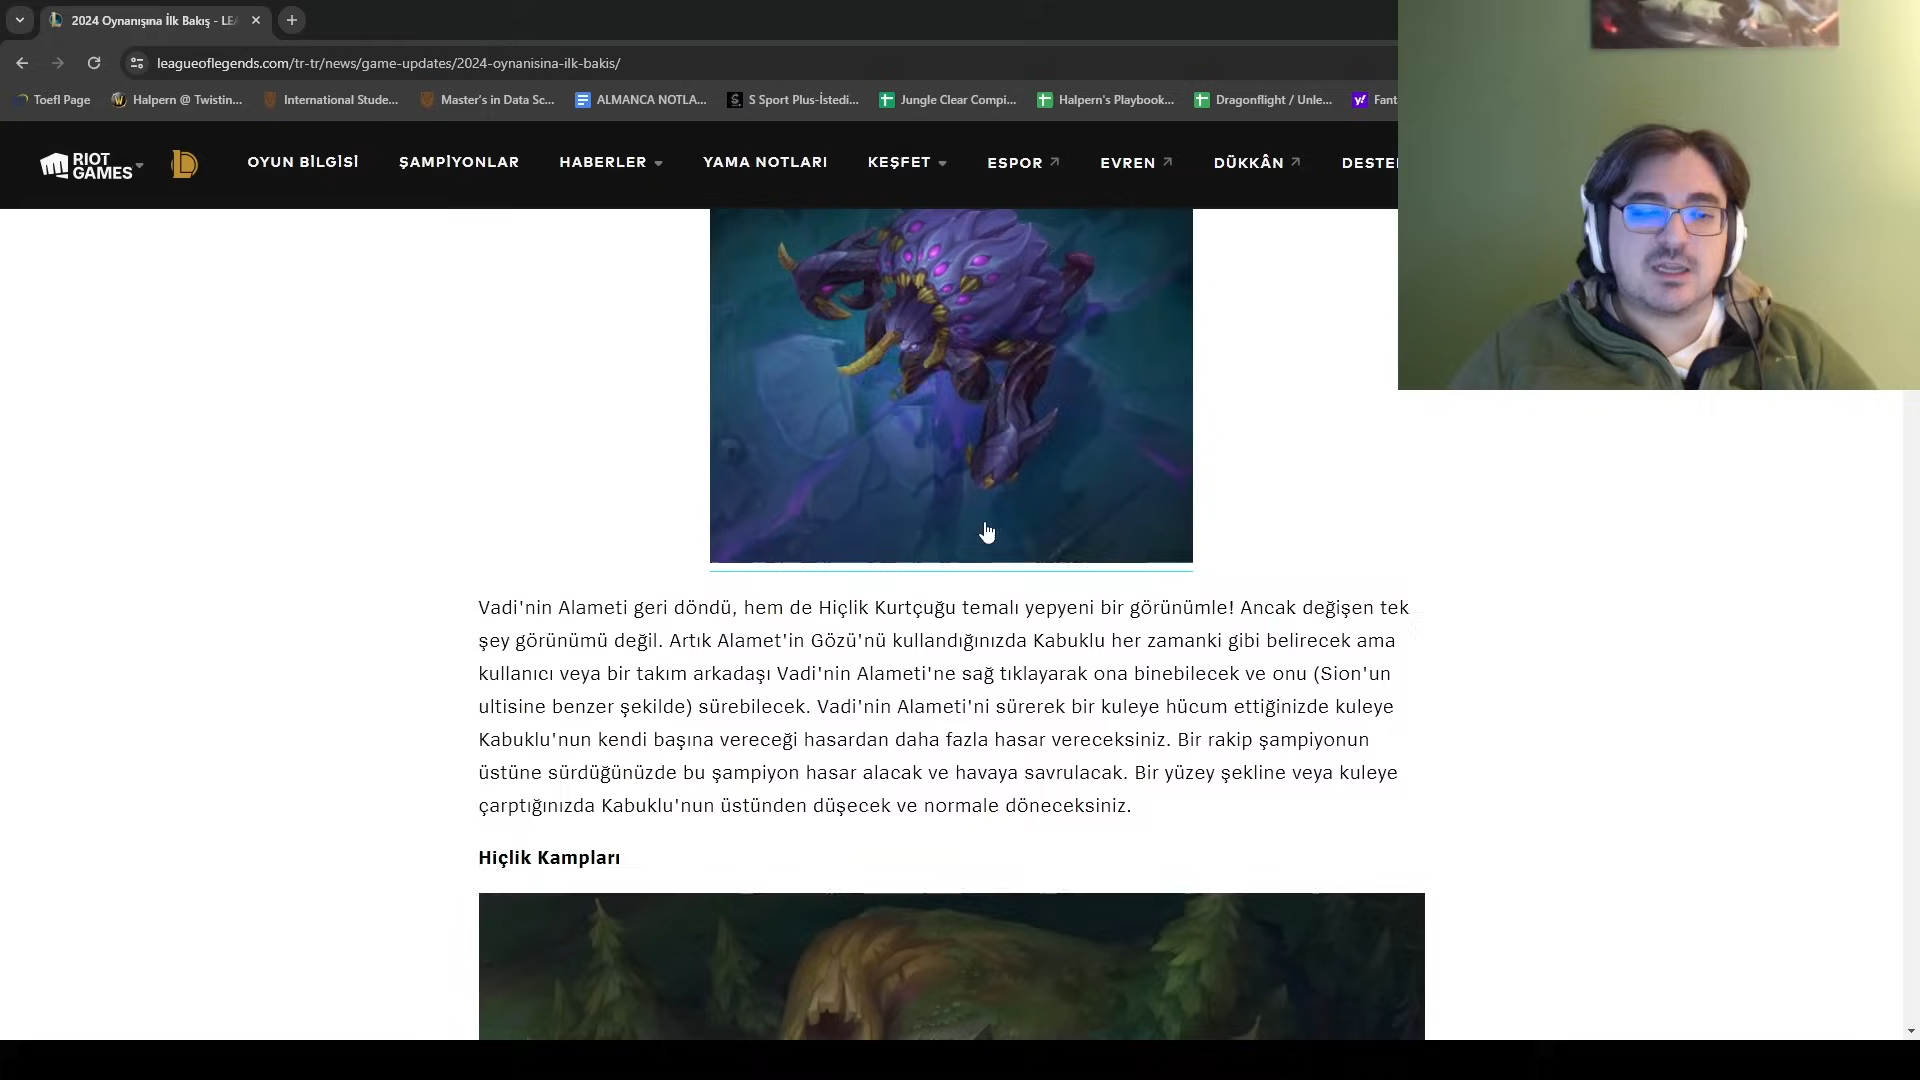 2024 Oynanışına İlk Bakış - LEA
leagueoflegends.com/tr-tr/news/game-updates/2024-oynanisina-ilk-bakis/
Toefl Page
Halpern @ Twistin...
International Stude...
Master's in Data Sc...
ALMANCA NOTLA...
S Sport Plus-İstedi...
Jungle Clear Compi...
Halpern's Playbook...
Dragonflight / Unle...
Fant
RIOT GAMES
OYUN BİLGİSİ
ŞAMPİYONLAR
HABERLER
YAMA NOTLARI
KEŞFET
ESPOR
EVREN
DÜKKÂN
DESTE
Vadi'nin Alameti geri döndü, hem de Hiçlik Kurtçuğu temalı yepyeni bir görünümle! Ancak değişen tek
şey görünümü değil. Artık Alamet'in Gözü'nü kullandığınızda Kabuklu her zamanki gibi belirecek ama
kullanıcı veya bir takım arkadaşı Vadi'nin Alameti'ne sağ tıklayarak ona binebilecek ve onu (Sion'un
ultisine benzer şekilde) sürebilecek. Vadi'nin Alameti'ni sürerek bir kuleye hücum ettiğinizde kuleye
Kabuklu'nun kendi başına vereceği hasardan daha fazla hasar vereceksiniz. Bir rakip şampiyonun
üstüne sürdüğünüzde bu şampiyon hasar alacak ve havaya savrulacak. Bir yüzey şekline veya kuleye
çarptığınızda Kabuklu'nun üstünden düşecek ve normale döneceksiniz.
Hiçlik Kampları